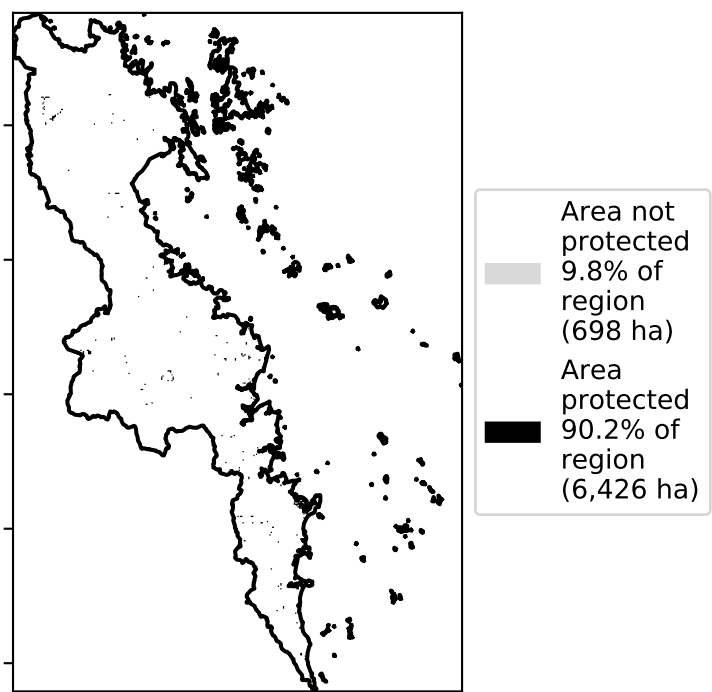 Area not
protected
9.8% of
region
(698 ha)
Area
protected
90.2% of
region
(6,426 ha)